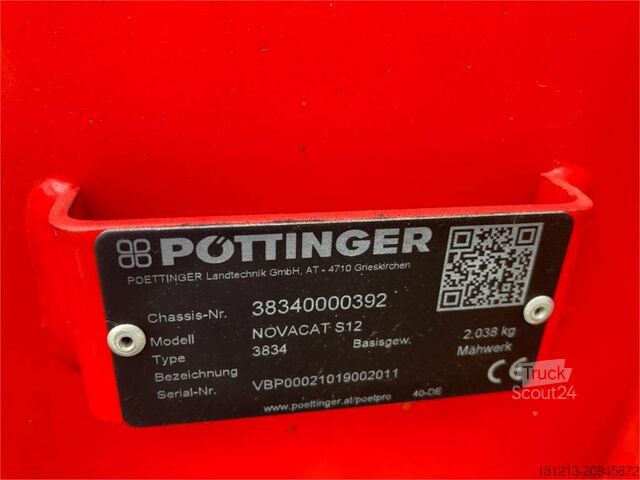 PÖTTINGER
POETTINGER Landtechnik GmbH, AT - 4710 Grieskirchen
Chassis-Nr. 38340000392
Modell NOVACAT S12
Type 3834 Basisgew. 2.038 kg
Bezeichnung Mähwerk
Serial-Nr. VBP00021019002011
CE
www.poettinger.at/poetpro 40-DE
Truck
Scout24
181213-20945872